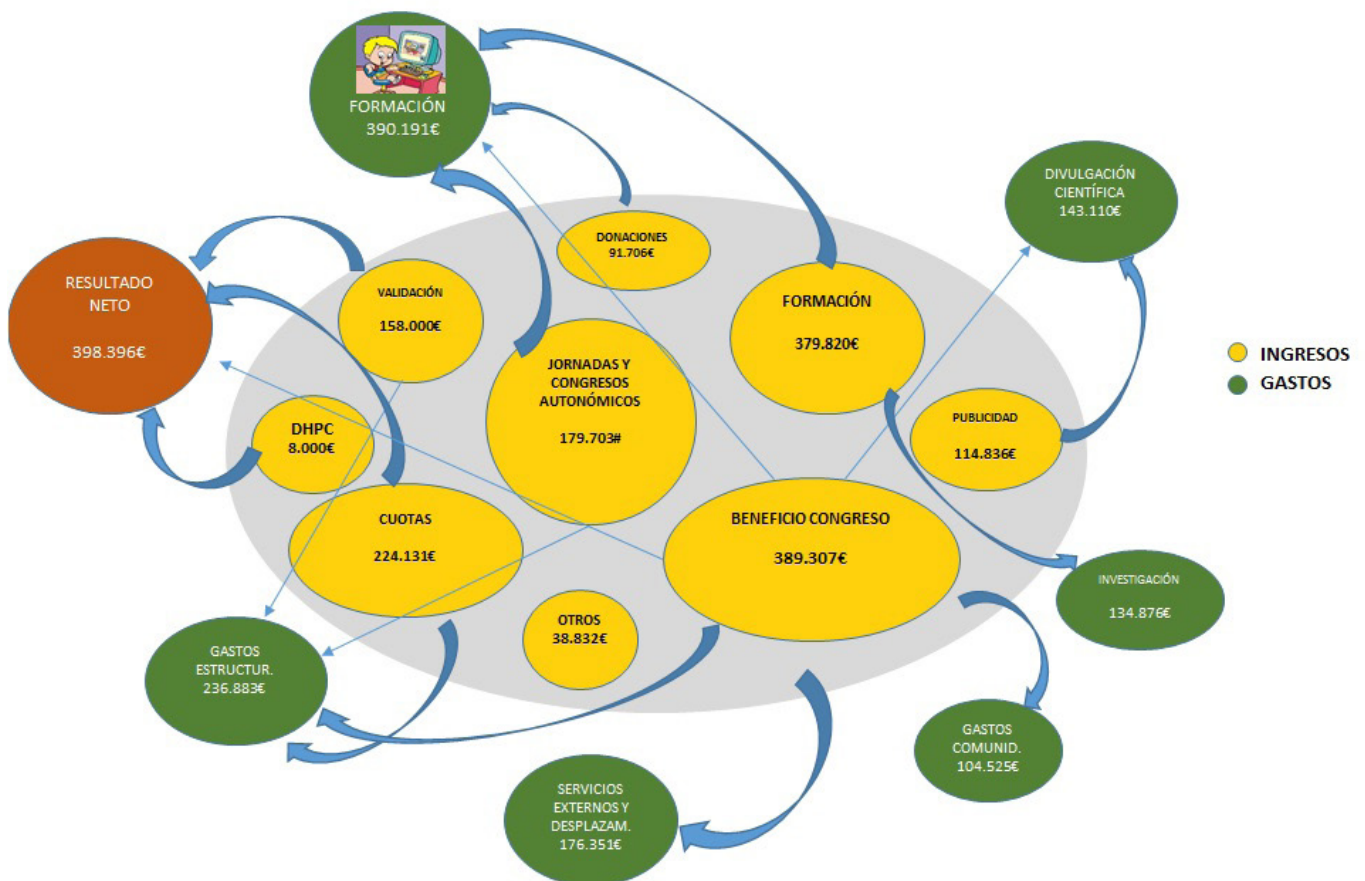 FORMACIÓN
390.191€
DIVULGACIÓN
CIENTÍFICA
143.110€
DONACIONES
91.706€
RESULTADO
NETO
398.396€
VALIDACIÓN
158.000€
FORMACIÓN
379.820€
JORNADAS Y
CONGRESOS
AUTONÓMICOS
179.703#
INGRESOS
GASTOS
DHPC
8.000€
PUBLICIDAD
114.836€
CUOTAS
224.131€
BENEFICIO CONGRESO
389.307€
INVESTIGACIÓN
134.876€
OTROS
38.832€
GASTOS
ESTRUCTUR.
236.883€
GASTOS
COMUNID.
104.525€
SERVICIOS
EXTERNOS Y
DESPLAZAM.
176.351€